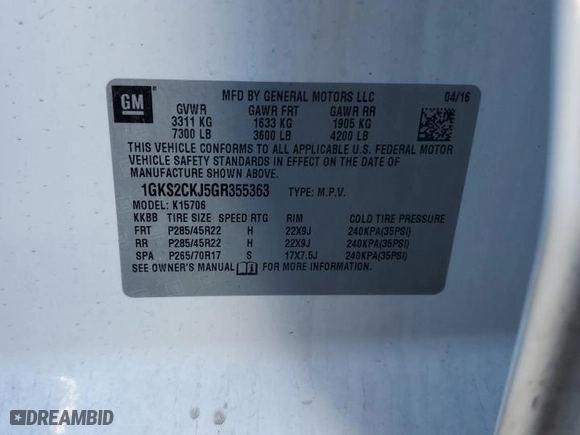 GM
MFD BY GENERAL MOTORS LLC 04/16
GVWR GAWR FRT GAWR RR
3311 KG 1633 KG 1905 KG
7300 LB 3600 LB 4200 LB
THIS VEHICLE CONFORMS TO ALL APPLICABLE U.S. FEDERAL MOTOR
VEHICLE SAFETY STANDARDS IN EFFECT ON THE DATE OF
MANUFACTURE SHOWN ABOVE.
1GKS2CKJ5GR355363 TYPE: M.P.V.
MODEL: K15706
KKBB TIRE SIZE SPEED RTG RIM COLD TIRE PRESSURE
FRT P285/45R22 H 22X9J 240KPA(35PSI)
RR P285/45R22 H 22X9J 240KPA(35PSI)
SPA P265/70R17 S 17X7.5J 240KPA(35PSI)
SEE OWNER'S MANUAL FOR MORE INFORMATION.
DREAMBID